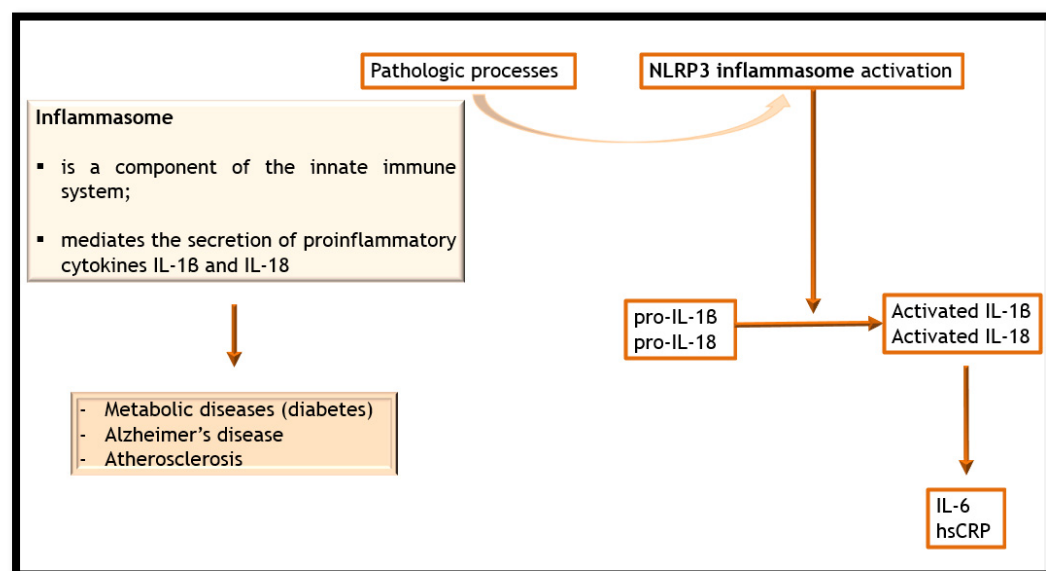 Pathologic processes
NLRP3 inflammasome activation
Inflammasome
▪ is a component of the innate immune
system;
▪ mediates the secretion of proinflammatory
cytokines IL-1ß and IL-18
pro-IL-1ß
pro-IL-18
Activated IL-1ß
Activated IL-18
- Metabolic diseases (diabetes)
- Alzheimer’s disease
- Atherosclerosis
IL-6
hsCRP